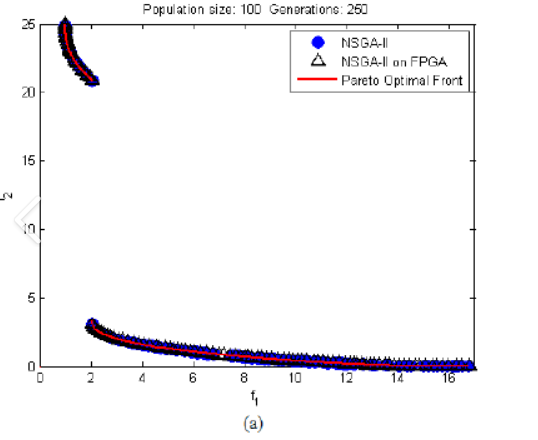 Population size: 100 Generations: 250
25
20
15
10
5
0
f2
NSGA-II
NSGA-II on FPGA
Pareto Optimal Front
0 2 4 6 8 10 12 14 16
f1
(a)